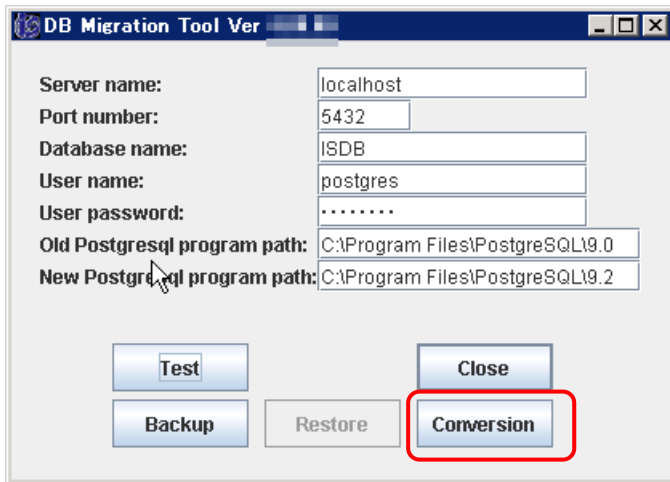 DB Migration Tool Ver
Server name: localhost
Port number: 5432
Database name: ISDB
User name: postgres
User password: ········
Old Postgresql program path: C:\Program Files\PostgreSQL\9.0
New Postgresql program path: C:\Program Files\PostgreSQL\9.2
Test Close
Backup Restore Conversion